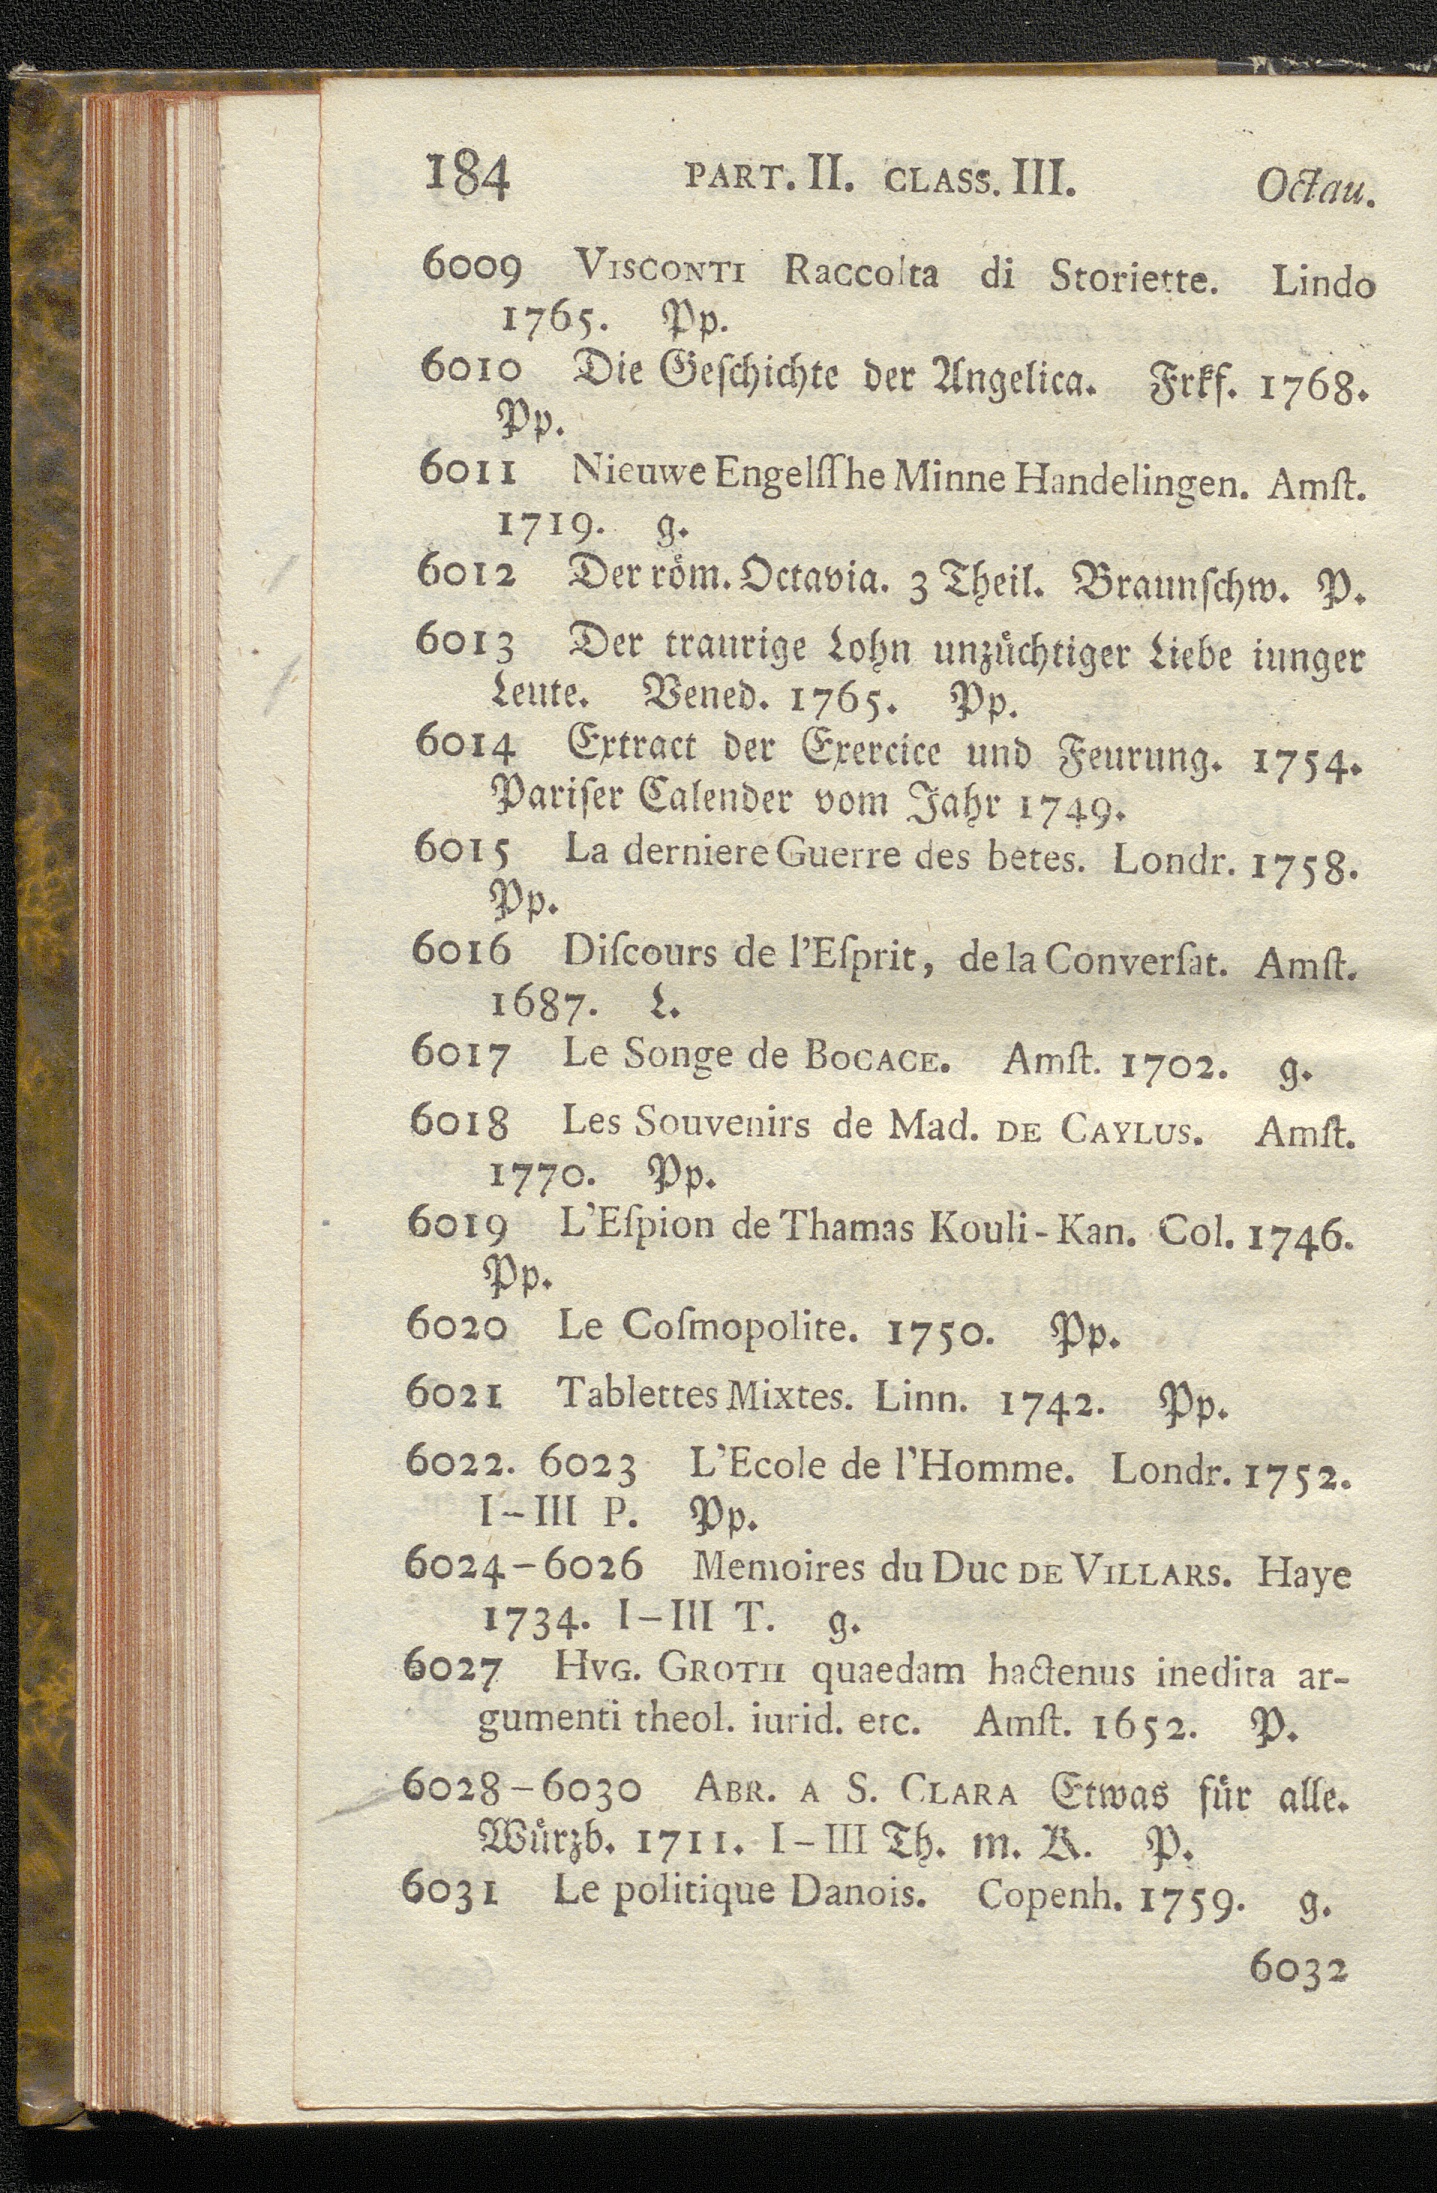 184 PART. II. CLASS. III. Octau.
6009 VISCONTI Raccolta di Storiette. Lindo
1765. Pp.
6010 Die Geſchichte der Angelica. Frkf. 1768.
Pp.
6011 Nieuwe Engelſſhe Minne Handelingen. Amſt.
1719. g.
6012 Der roͤm. Octavia. 3 Theil. Braunſchw. P.
6013 Der traurige Lohn unzuͤchtiger Liebe iunger
Leute. Vened. 1765. Pp.
6014 Extract der Exercice und Feurung. 1754.
Pariſer Calender vom Jahr 1749.
6015 La derniere Guerre des betes. Londr. 1758.
Pp.
6016 Diſcours de l'Eſprit, de la Converſat. Amſt.
1687. L.
6017 Le Songe de BOCACE. Amſt. 1702. g.
6018 Les Souvenirs de Mad. DE CAYLUS. Amſt.
1770. Pp.
6019 L'Eſpion de Thamas Kouli-Kan. Col. 1746.
Pp.
6020 Le Coſmopolite. 1750. Pp.
6021 Tablettes Mixtes. Linn. 1742. Pp.
6022. 6023 L'Ecole de l'Homme. Londr. 1752.
I–III P. Pp.
6024–6026 Memoires du Duc DE VILLARS. Haye
1734. I–III T. g.
6027 HVG. GROTII quaedam hactenus inedita ar-
gumenti theol. iurid. etc. Amſt. 1652. P.
6028–6030 ABR. A S. CLARA Etwas fuͤr alle.
Wuͤrzb. 1711. I–III Th. m. K. P.
6031 Le politique Danois. Copenh. 1759. g.
6032